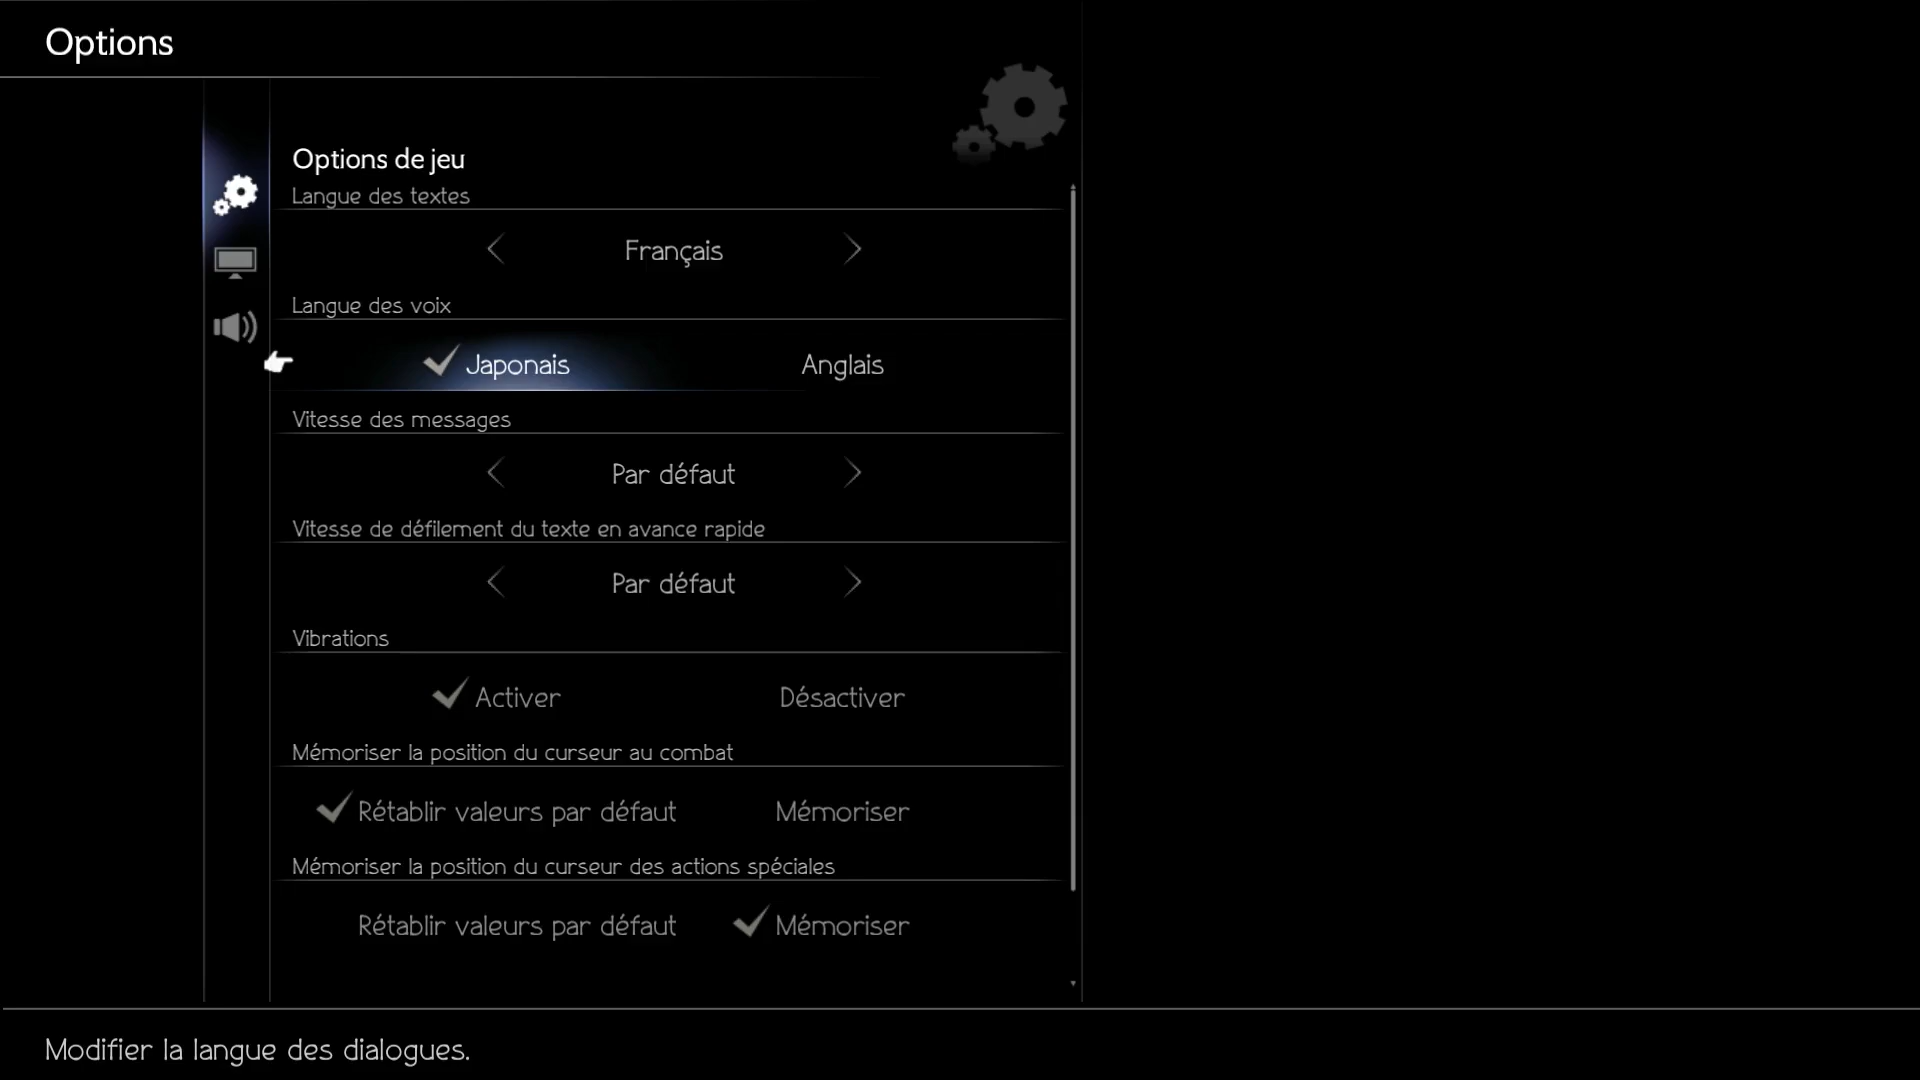 Options
Options de jeu
Langue des textes
Français
Langue des voix
Japonais Anglais
Vitesse des messages
Par défaut
Vitesse de défilement du texte en avance rapide
Par défaut
Vibrations
Activer Désactiver
Mémoriser la position du curseur au combat
Rétablir valeurs par défaut Mémoriser
Mémoriser la position du curseur des actions spéciales
Rétablir valeurs par défaut Mémoriser
Modifier la langue des dialogues.